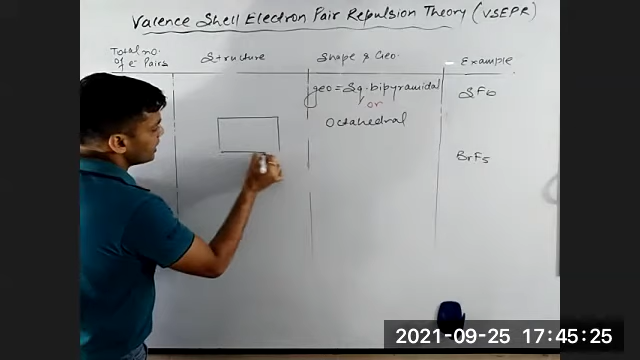 Valence Shell Electron Pair Repulsion Theory (VSEPR)
Total no. of e⁻ Pairs
Structure
Shape & Geo.
Example
geo = Sq. bipyramidal
or
Octahedral
SF6
BrF5
2021-09-25 17:45:25